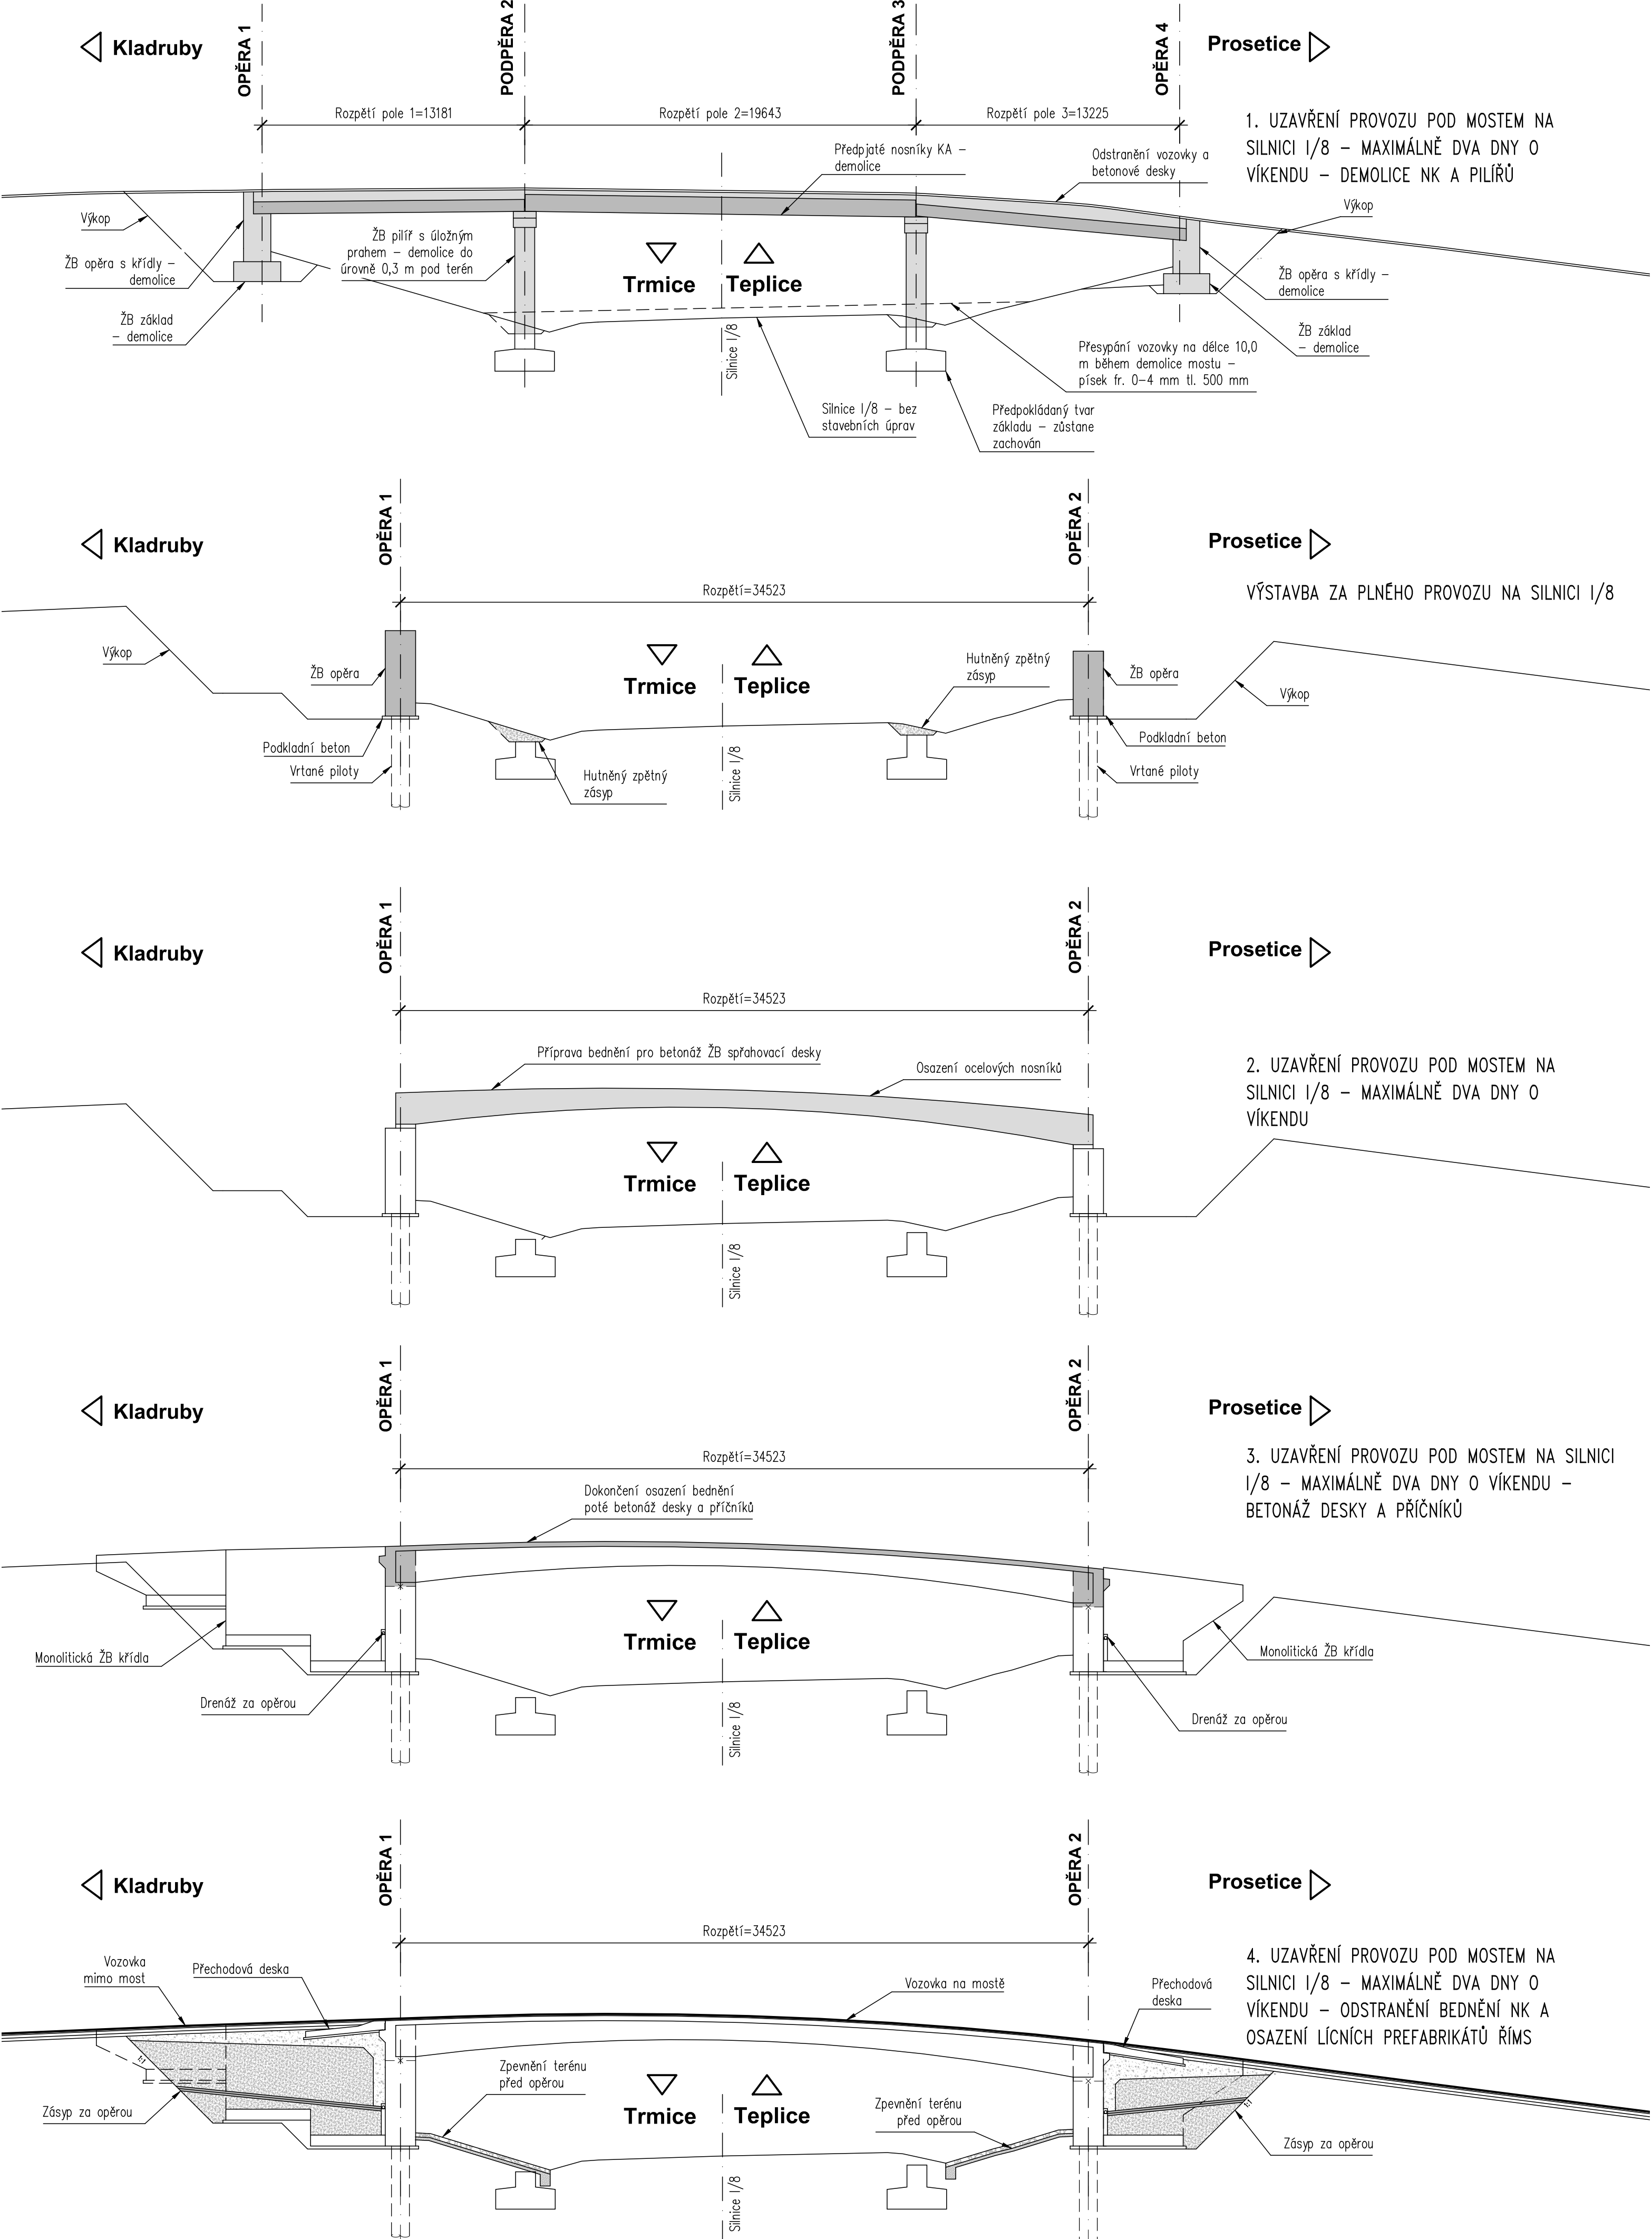 Kladruby
OPĚRA 1
PODPĚRA 2
PODPĚRA 3
OPĚRA 4
Prosetice
Rozpětí pole 1=13181
Rozpětí pole 2=19643
Rozpětí pole 3=13225
1. UZAVŘENÍ PROVOZU POD MOSTEM NA
SILNICI I/8 – MAXIMÁLNĚ DVA DNY O
VÍKENDU – DEMOLICE NK A PILÍŘŮ
Předpjaté nosníky KA –
demolice
Odstranění vozovky a
betonové desky
Výkop
Výkop
ŽB pilíř s úložným
prahem – demolice do
úrovně 0,3 m pod terén
ŽB opěra s křídly –
demolice
Trmice
Teplice
ŽB opěra s křídly –
demolice
ŽB základ
– demolice
ŽB základ
– demolice
Silnice I/8
Přesypání vozovky na délce 10,0
m během demolice mostu –
písek fr. 0–4 mm tl. 500 mm
Silnice I/8 – bez
stavebních úprav
Předpokládaný tvar
základu – zůstane
zachován
Kladruby
OPĚRA 1
OPĚRA 2
Prosetice
Rozpětí=34523
VÝSTAVBA ZA PLNÉHO PROVOZU NA SILNICI I/8
Výkop
ŽB opěra
Trmice
Teplice
Hutněný zpětný
zásyp
ŽB opěra
Výkop
Podkladní beton
Vrtané piloty
Hutněný zpětný
zásyp
Silnice I/8
Podkladní beton
Vrtané piloty
Kladruby
OPĚRA 1
OPĚRA 2
Prosetice
Rozpětí=34523
Příprava bednění pro betonáž ŽB spřahovací desky
Osazení ocelových nosníků
2. UZAVŘENÍ PROVOZU POD MOSTEM NA
SILNICI I/8 – MAXIMÁLNĚ DVA DNY O
VÍKENDU
Trmice
Teplice
Silnice I/8
Kladruby
OPĚRA 1
OPĚRA 2
Prosetice
Rozpětí=34523
3. UZAVŘENÍ PROVOZU POD MOSTEM NA SILNICI
I/8 – MAXIMÁLNĚ DVA DNY O VÍKENDU –
BETONÁŽ DESKY A PŘÍČNÍKŮ
Dokončení osazení bednění
poté betonáž desky a příčníků
Trmice
Teplice
Monolitická ŽB křídla
Monolitická ŽB křídla
Drenáž za opěrou
Silnice I/8
Drenáž za opěrou
Kladruby
OPĚRA 1
OPĚRA 2
Prosetice
Rozpětí=34523
4. UZAVŘENÍ PROVOZU POD MOSTEM NA
SILNICI I/8 – MAXIMÁLNĚ DVA DNY O
VÍKENDU – ODSTRANĚNÍ BEDNĚNÍ NK A
OSAZENÍ LÍCNÍCH PREFABRIKÁTŮ ŘÍMS
Vozovka
mimo most
Přechodová deska
Vozovka na mostě
Přechodová
deska
1:1
Zpevnění terénu
před opěrou
Trmice
Teplice
Zpevnění terénu
před opěrou
1:1
Zásyp za opěrou
Zásyp za opěrou
Silnice I/8